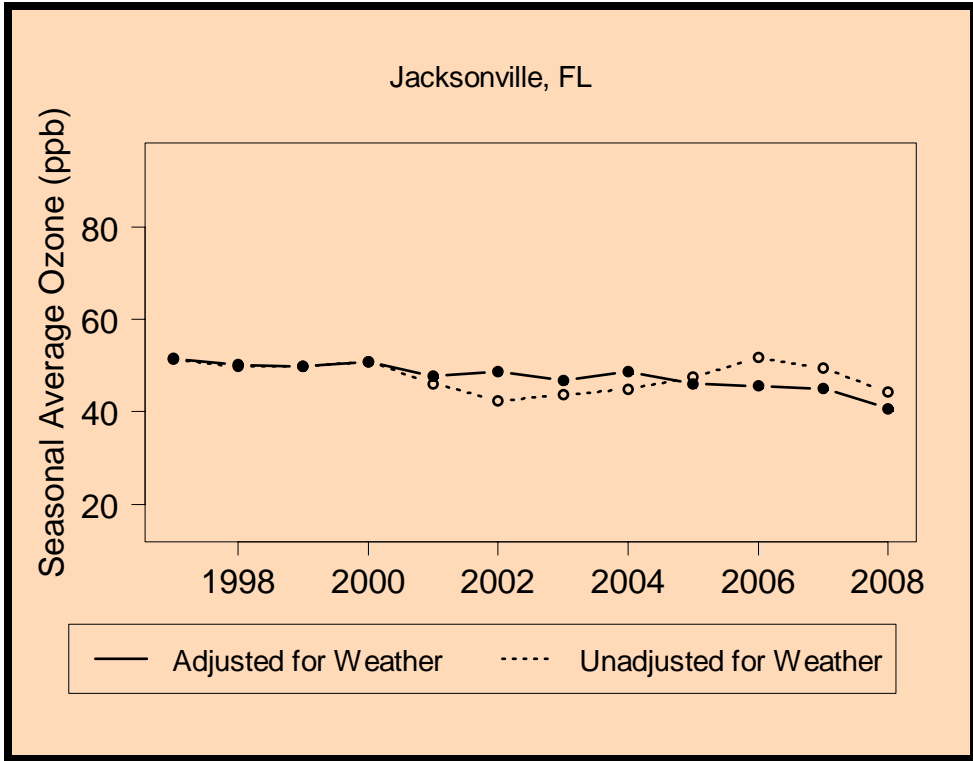 Jacksonville, FL
Seasonal Average Ozone (ppb)
80
60
40
20
1998 2000 2002 2004 2006 2008
Adjusted for Weather Unadjusted for Weather